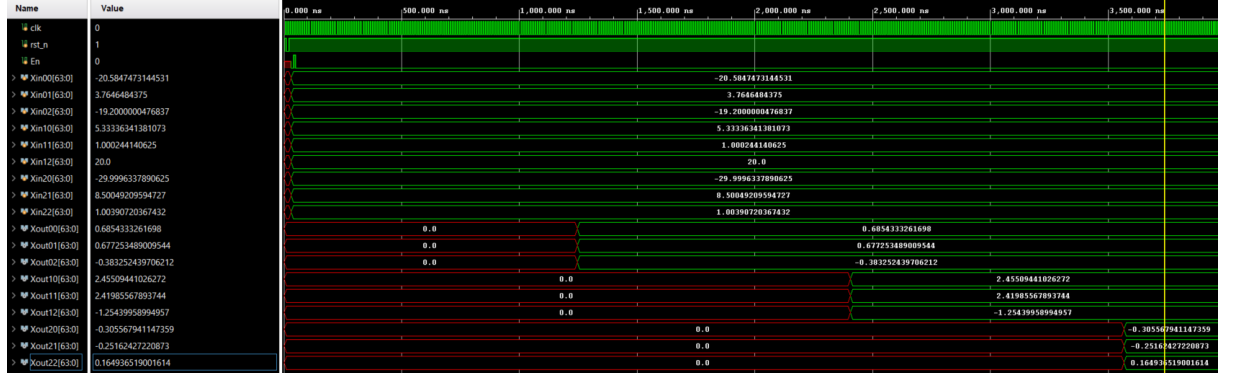 Name Value 0.000 ns 500.000 ns 1,000.000 ns 1,500.000 ns 2,000.000 ns 2,500.000 ns 3,000.000 ns 3,500.000 ns
clk 0
rst_n 1
En 0
Xin00[63:0] -20.5847473144531 -20.5847473144531
Xin01[63:0] 3.7646484375 3.7646484375
Xin02[63:0] -19.2000000476837 -19.2000000476837
Xin10[63:0] 5.33336341381073 5.33336341381073
Xin11[63:0] 1.000244140625 1.000244140625
Xin12[63:0] 20.0 20.0
Xin20[63:0] -29.9996337890625 -29.9996337890625
Xin21[63:0] 8.50049209594727 8.50049209594727
Xin22[63:0] 1.00390720367432 1.00390720367432
Xout00[63:0] 0.6854333261698 0.0 0.6854333261698
Xout01[63:0] 0.677253489009544 0.0 0.677253489009544
Xout02[63:0] -0.383252439706212 0.0 -0.383252439706212
Xout10[63:0] 2.45509441026272 0.0 2.45509441026272
Xout11[63:0] 2.41985567893744 0.0 2.41985567893744
Xout12[63:0] -1.25439958994957 0.0 -1.25439958994957
Xout20[63:0] -0.305567941147359 0.0 -0.305567941147359
Xout21[63:0] -0.25162427220873 0.0 -0.25162427220873
Xout22[63:0] 0.164936519001614 0.0 0.164936519001614